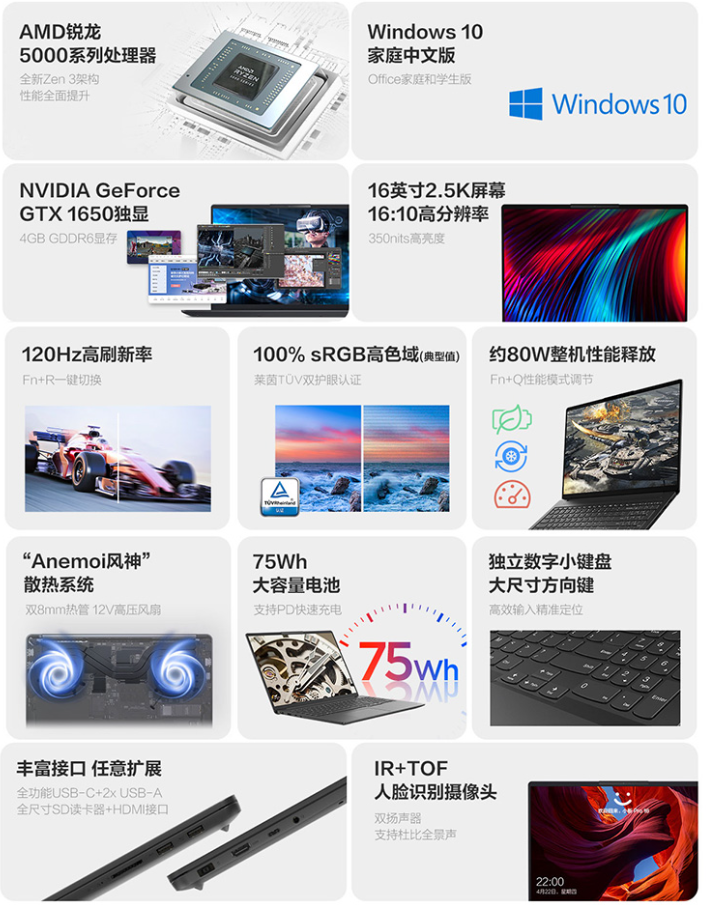 AMD锐龙
5000系列处理器
全新Zen 3架构
性能全面提升
AMD
RYZEN
5000 SERIES
Windows 10
家庭中文版
Office家庭和学生版
Windows 10
NVIDIA GeForce
GTX 1650独显
4GB GDDR6显存
16英寸2.5K屏幕
16:10高分辨率
350nits高亮度
120Hz高刷新率
Fn+R一键切换
100% sRGB高色域(典型值)
莱茵TÜV双护眼认证
TÜVRheinland
认证
约80W整机性能释放
Fn+Q性能模式调节
“Anemoi风神”
散热系统
双8mm热管 12V高压风扇
75Wh
大容量电池
支持PD快速充电
75Wh
独立数字小键盘
大尺寸方向键
高效输入精准定位
丰富接口 任意扩展
全功能USB-C+2x USB-A
全尺寸SD读卡器+HDMI接口
IR+TOF
人脸识别摄像头
双扬声器
支持杜比全景声
22:00
4月22日，星期四